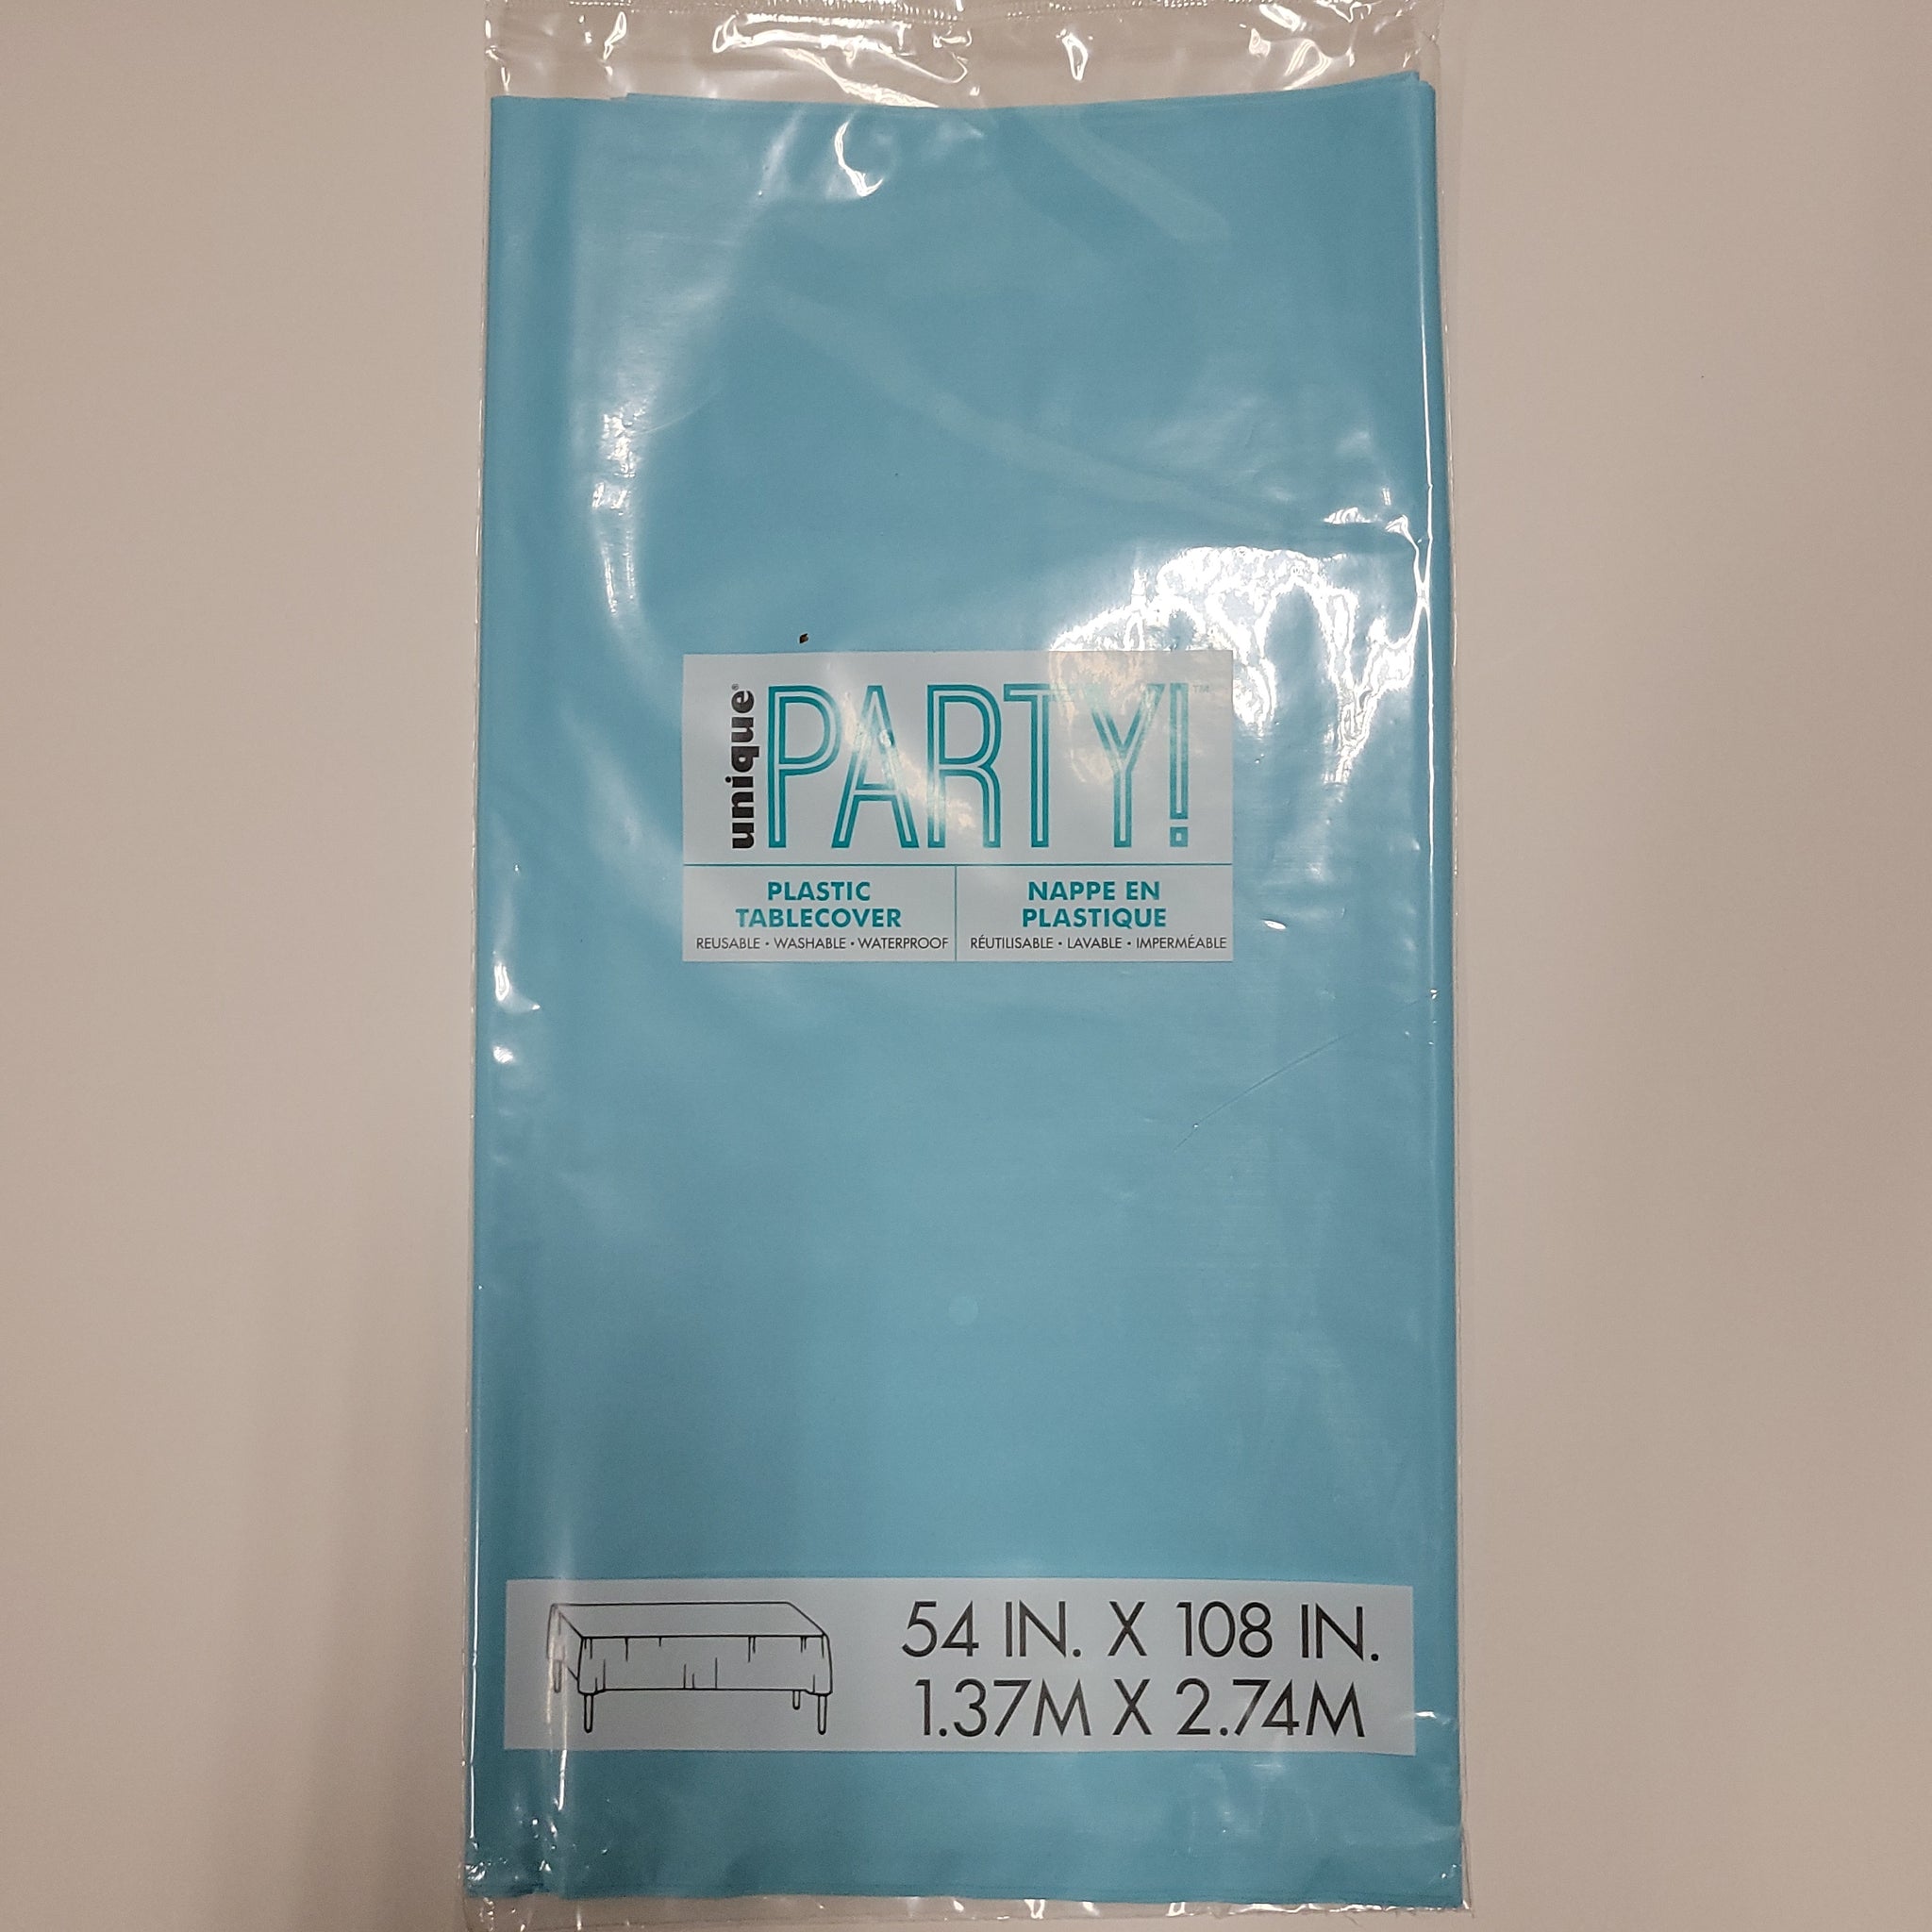 unique® PARTY!™
PLASTIC
TABLECOVER
REUSABLE • WASHABLE • WATERPROOF
NAPPE EN
PLASTIQUE
RÉUTILISABLE • LAVABLE • IMPERMÉABLE
54 IN. X 108 IN.
1.37M X 2.74M